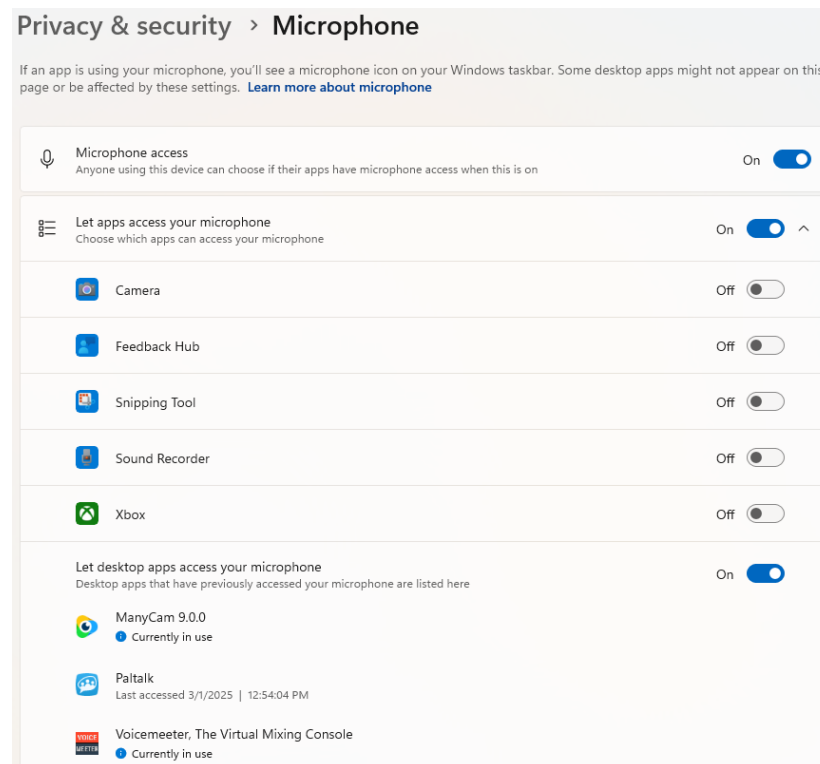 Privacy & security > Microphone
If an app is using your microphone, you'll see a microphone icon on your Windows taskbar. Some desktop apps might not appear on this
page or be affected by these settings. Learn more about microphone
Microphone access
Anyone using this device can choose if their apps have microphone access when this is on
On
Let apps access your microphone
Choose which apps can access your microphone
On
Camera
Off
Feedback Hub
Off
Snipping Tool
Off
Sound Recorder
Off
Xbox
Off
Let desktop apps access your microphone
Desktop apps that have previously accessed your microphone are listed here
On
ManyCam 9.0.0
Currently in use
Paltalk
Last accessed 3/1/2025 | 12:54:04 PM
VOICE
MEETER
Voicemeeter, The Virtual Mixing Console
Currently in use